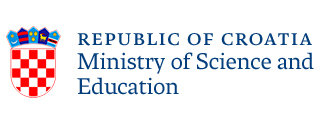 REPUBLIC OF CROATIA
Ministry of Science and
Education